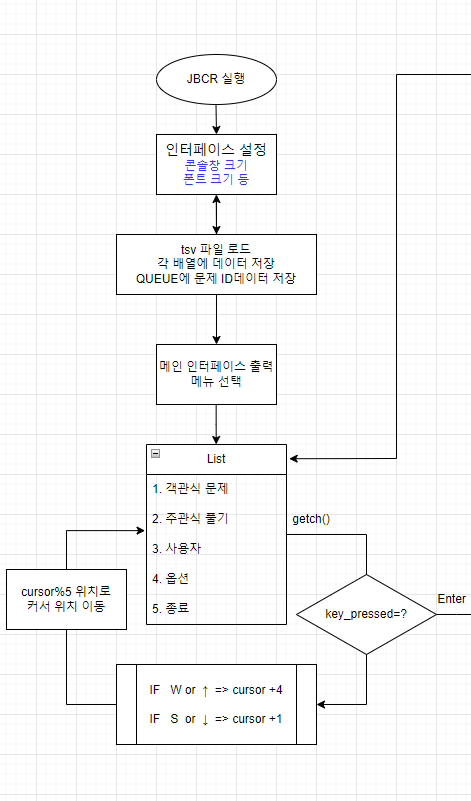 JBCR 실행
인터페이스 설정
콘솔창 크기
폰트 크기 등
tsv 파일 로드
각 배열에 데이터 저장
QUEUE에 문제 ID데이터 저장
메인 인터페이스 출력
메뉴 선택
List
1. 객관식 문제
2. 주관식 풀기
3. 사용자
4. 옵션
5. 종료
getch()
key_pressed=?
Enter
cursor%5 위치로
커서 위치 이동
IF W or ↑ => cursor +4
IF S or ↓ => cursor +1